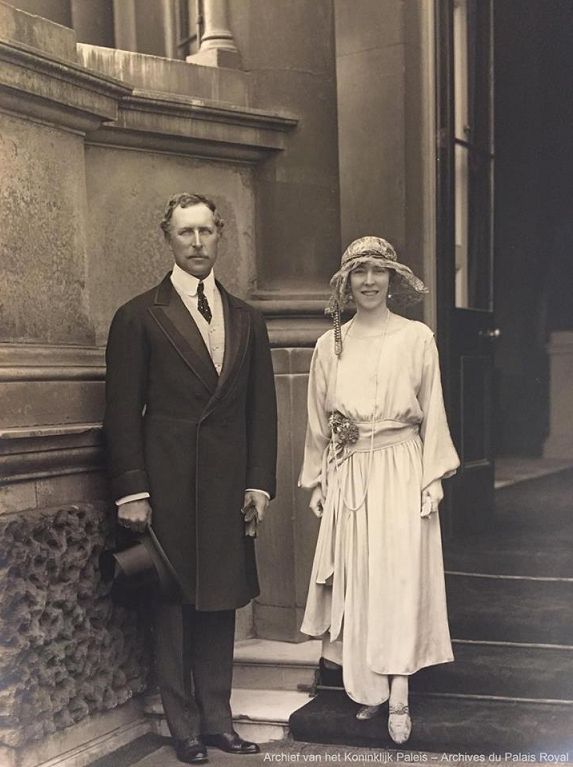 Archief van het Koninklijk Paleis – Archives du Palais Royal